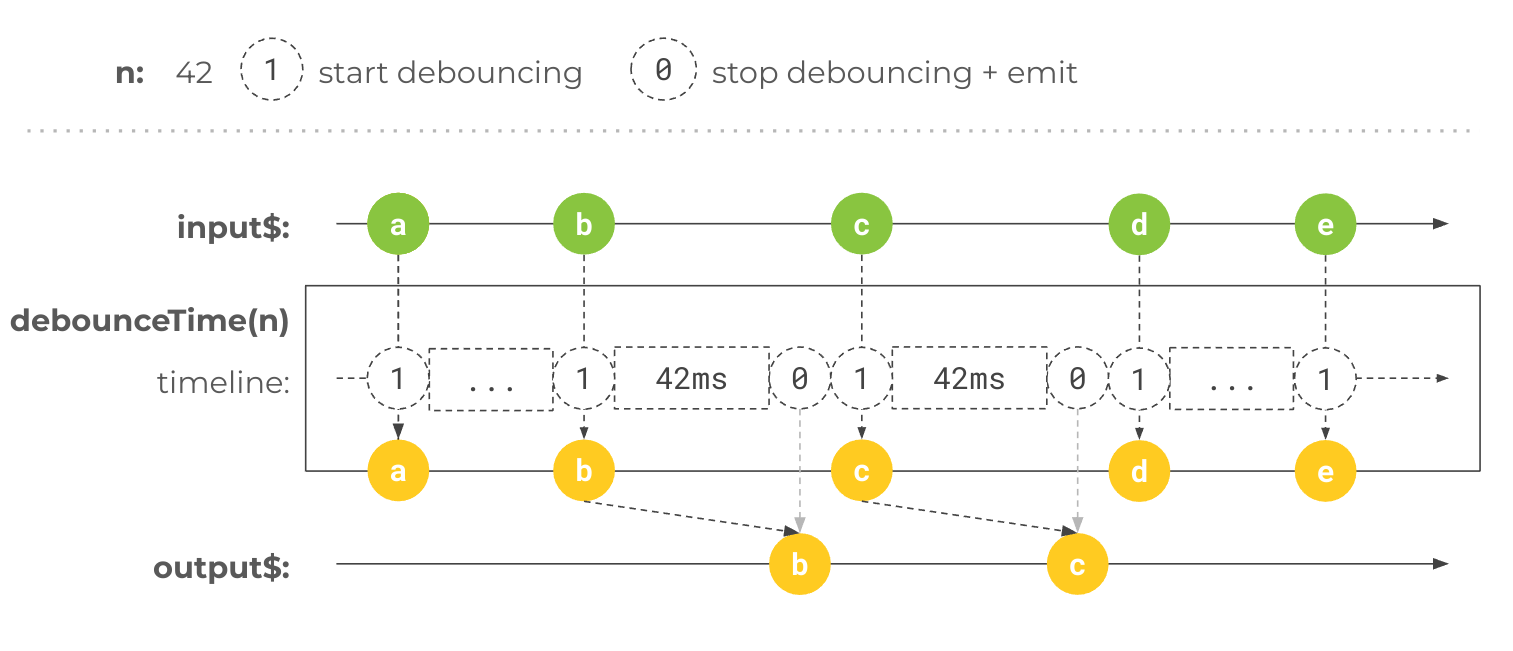 n: 42 1 start debouncing 0 stop debouncing + emit
input$: a b c d e
debounceTime(n)
timeline: 1 ... 1 42ms 0 1 42ms 0 1 ... 1
a b c d e
output$: b c